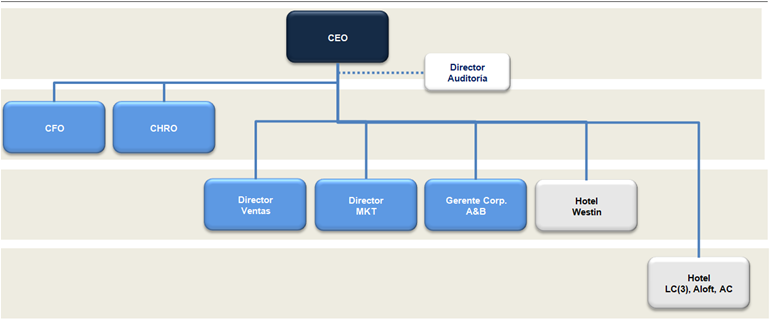 CEO
Director
Auditoría
CFO
CHRO
Director
Ventas
Director
MKT
Gerente Corp.
A&B
Hotel
Westin
Hotel
LC(3), Aloft, AC